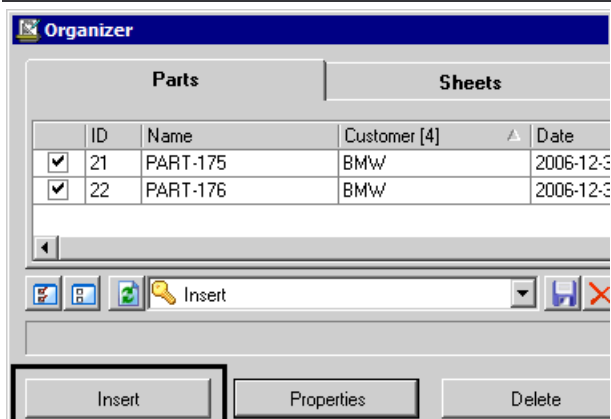 Organizer
Parts Sheets
ID Name Customer [4] Date
21 PART-175 BMW 2006-12-3
22 PART-176 BMW 2006-12-3
Insert
Insert Properties Delete